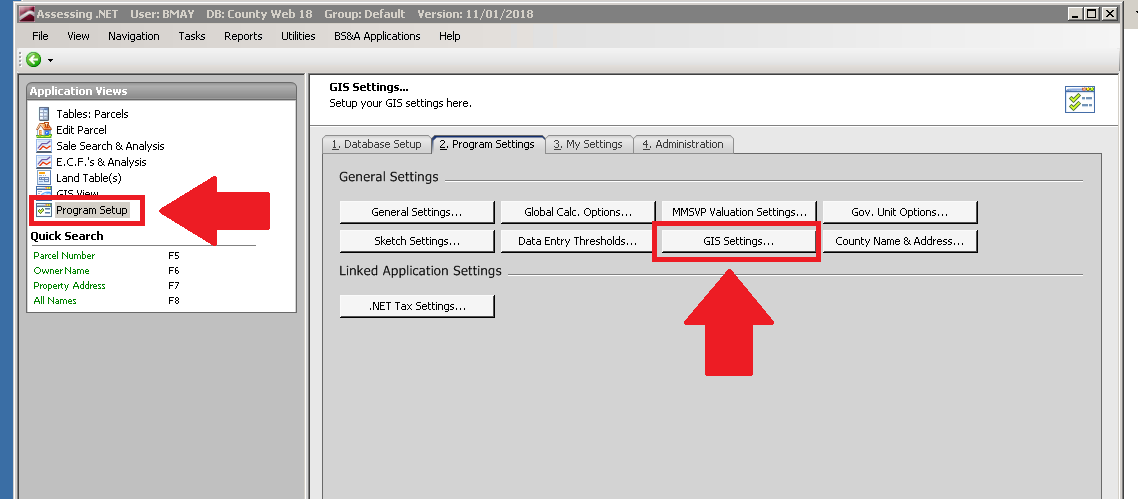 Assessing .NET User: BMAY DB: County Web 18 Group: Default Version: 11/01/2018
File View Navigation Tasks Reports Utilities BS&A Applications Help
Application Views
Tables: Parcels
Edit Parcel
Sale Search & Analysis
E.C.F.'s & Analysis
Land Table(s)
GIS View
Program Setup
Quick Search
Parcel Number F5
Owner Name F6
Property Address F7
All Names F8
GIS Settings...
Setup your GIS settings here.
1. Database Setup 2. Program Settings 3. My Settings 4. Administration
General Settings
General Settings... Global Calc. Options... MMSVP Valuation Settings... Gov. Unit Options...
Sketch Settings... Data Entry Thresholds... GIS Settings... County Name & Address...
Linked Application Settings
.NET Tax Settings...